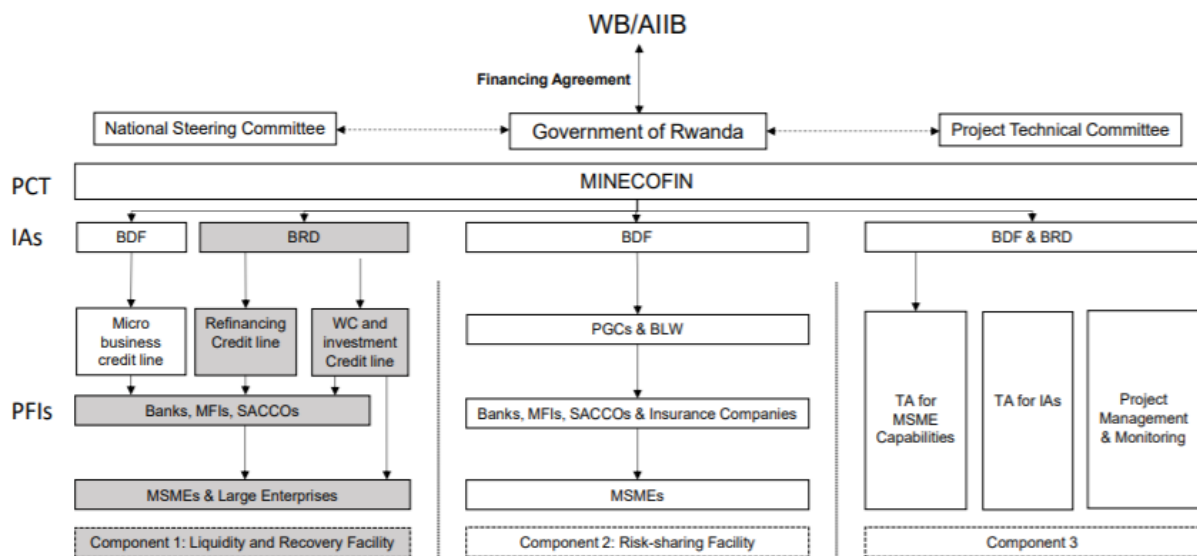 WB/AIIB
Financing Agreement
National Steering Committee
Government of Rwanda
Project Technical Committee
PCT
MINECOFIN
IAs
BDF
BRD
BDF
BDF & BRD
Micro
business
credit line
Refinancing
Credit line
WC and
investment
Credit line
PGCs & BLW
TA for
MSME
Capabilities
TA for IAs
Project
Management
& Monitoring
PFIs
Banks, MFIs, SACCOs
Banks, MFIs, SACCOs & Insurance Companies
MSMEs & Large Enterprises
MSMEs
Component 1: Liquidity and Recovery Facility
Component 2: Risk-sharing Facility
Component 3